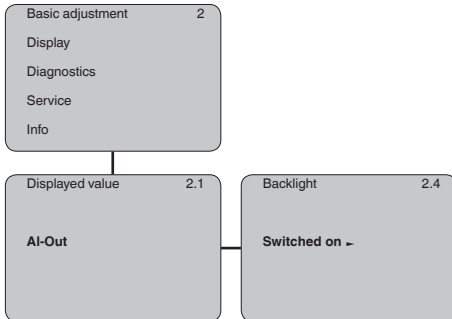 Basic adjustment 2
Display
Diagnostics
Service
Info
Displayed value 2.1
AI-Out
Backlight 2.4
Switched on ►